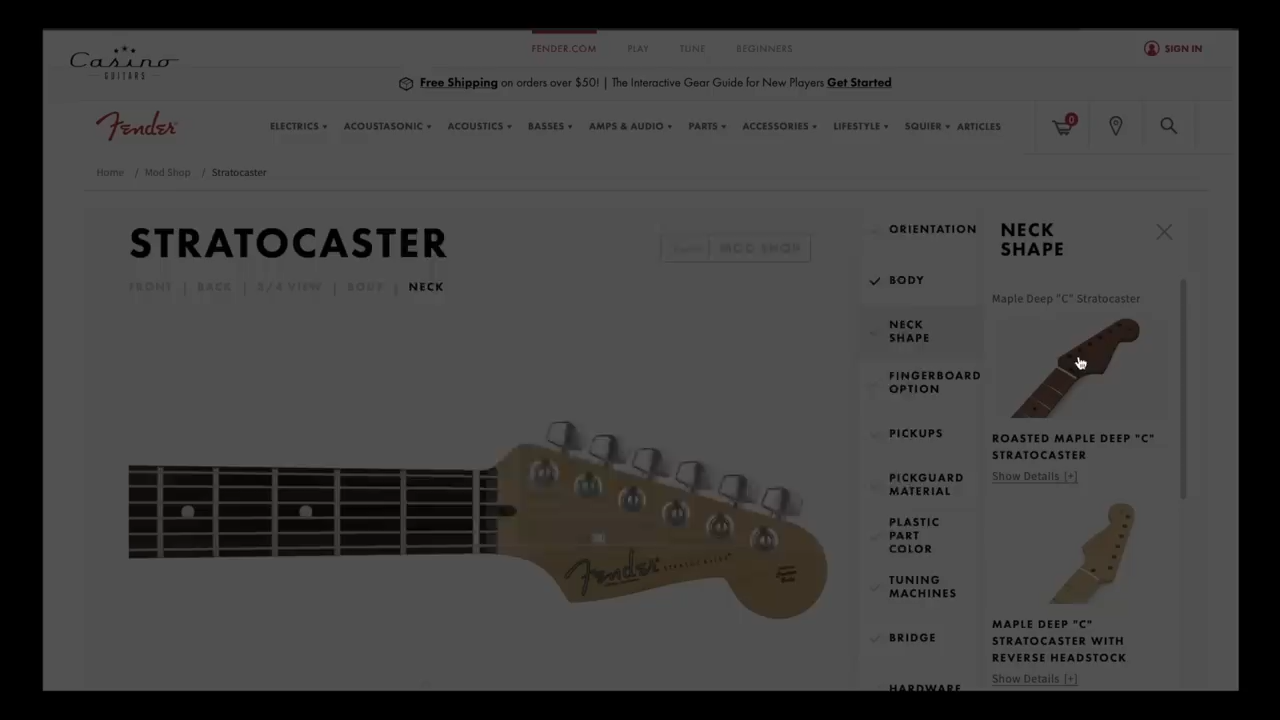 Casino
GUITARS
FENDER.COM PLAY TUNE BEGINNERS
SIGN IN
Free Shipping on orders over $50! | The Interactive Gear Guide for New Players Get Started
Fender
ELECTRICS ACOUSTASONIC ACOUSTICS BASSES AMPS & AUDIO PARTS ACCESSORIES LIFESTYLE SQUIER ARTICLES
0
Home / Mod Shop / Stratocaster
STRATOCASTER
MOD SHOP
FRONT | BACK | 3/4 VIEW | BODY | NECK
ORIENTATION
BODY
NECK
SHAPE
FINGERBOARD
OPTION
PICKUPS
PICKGUARD
MATERIAL
PLASTIC
PART
COLOR
TUNING
MACHINES
BRIDGE
HARDWARE
NECK
SHAPE
Maple Deep "C" Stratocaster
ROASTED MAPLE DEEP "C"
STRATOCASTER
Show Details [+]
MAPLE DEEP "C"
STRATOCASTER WITH
REVERSE HEADSTOCK
Show Details [+]
Fender STRATOCASTER